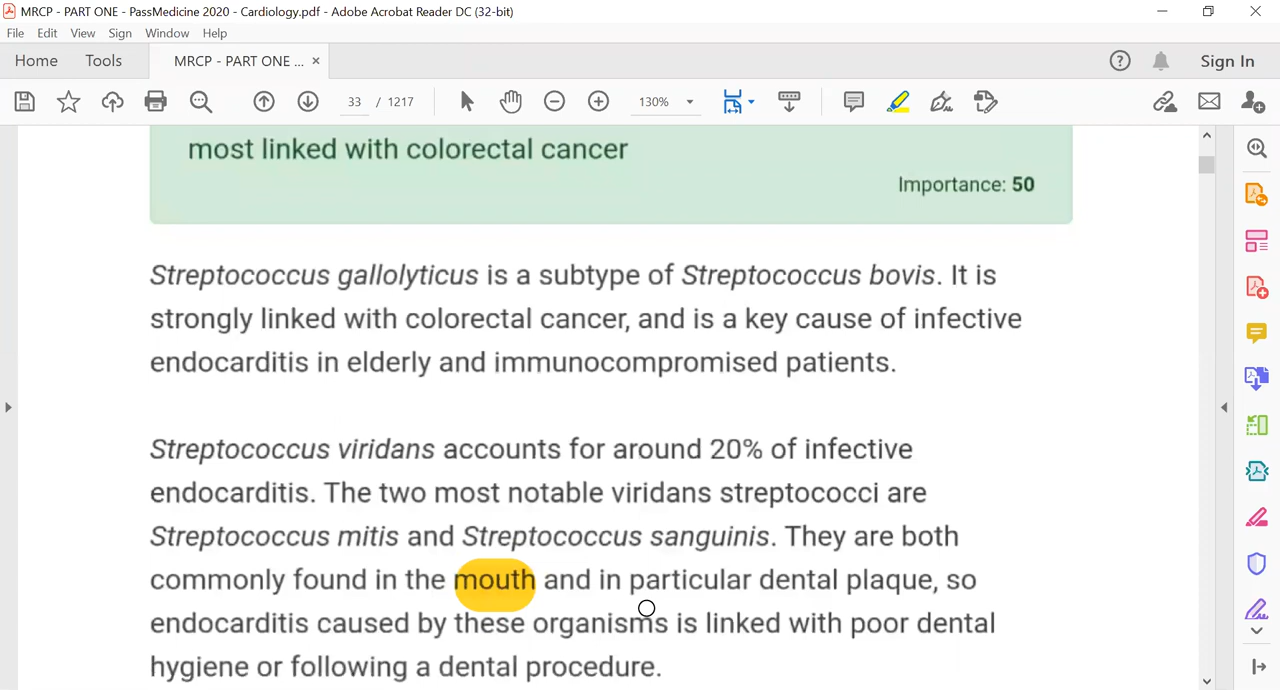 MRCP - PART ONE - PassMedicine 2020 - Cardiology.pdf - Adobe Acrobat Reader DC (32-bit)
File Edit View Sign Window Help
Home Tools MRCP - PART ONE ... × Sign In
33 / 1217 130%
most linked with colorectal cancer
Importance: 50
Streptococcus gallolyticus is a subtype of Streptococcus bovis. It is
strongly linked with colorectal cancer, and is a key cause of infective
endocarditis in elderly and immunocompromised patients.
Streptococcus viridans accounts for around 20% of infective
endocarditis. The two most notable viridans streptococci are
Streptococcus mitis and Streptococcus sanguinis. They are both
commonly found in the mouth and in particular dental plaque, so
endocarditis caused by these organisms is linked with poor dental
hygiene or following a dental procedure.